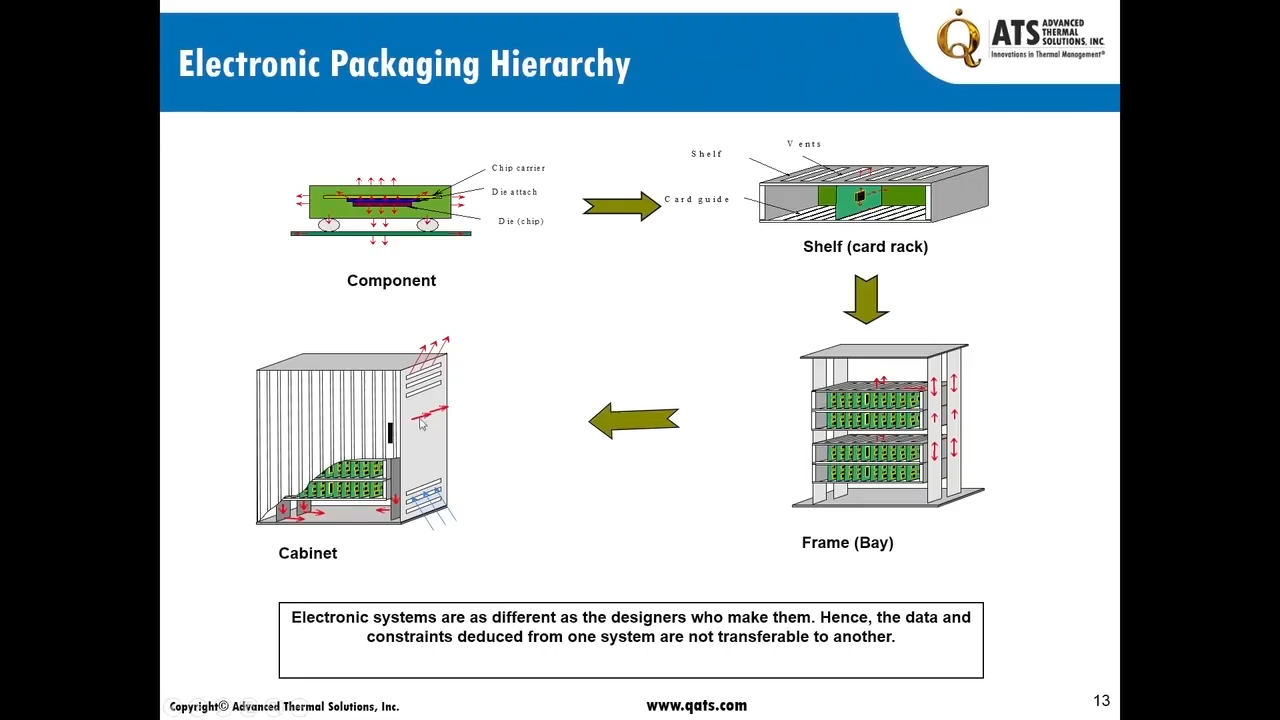 Electronic Packaging Hierarchy
ATS ADVANCED
THERMAL
SOLUTIONS, INC.
Innovations in Thermal Management®
Chip carrier
Die attach
Die (chip)
Component
Shelf
Vents
Card guide
Shelf (card rack)
Cabinet
Frame (Bay)
Electronic systems are as different as the designers who make them. Hence, the data and
constraints deduced from one system are not transferable to another.
Copyright© Advanced Thermal Solutions, Inc.
www.qats.com
13